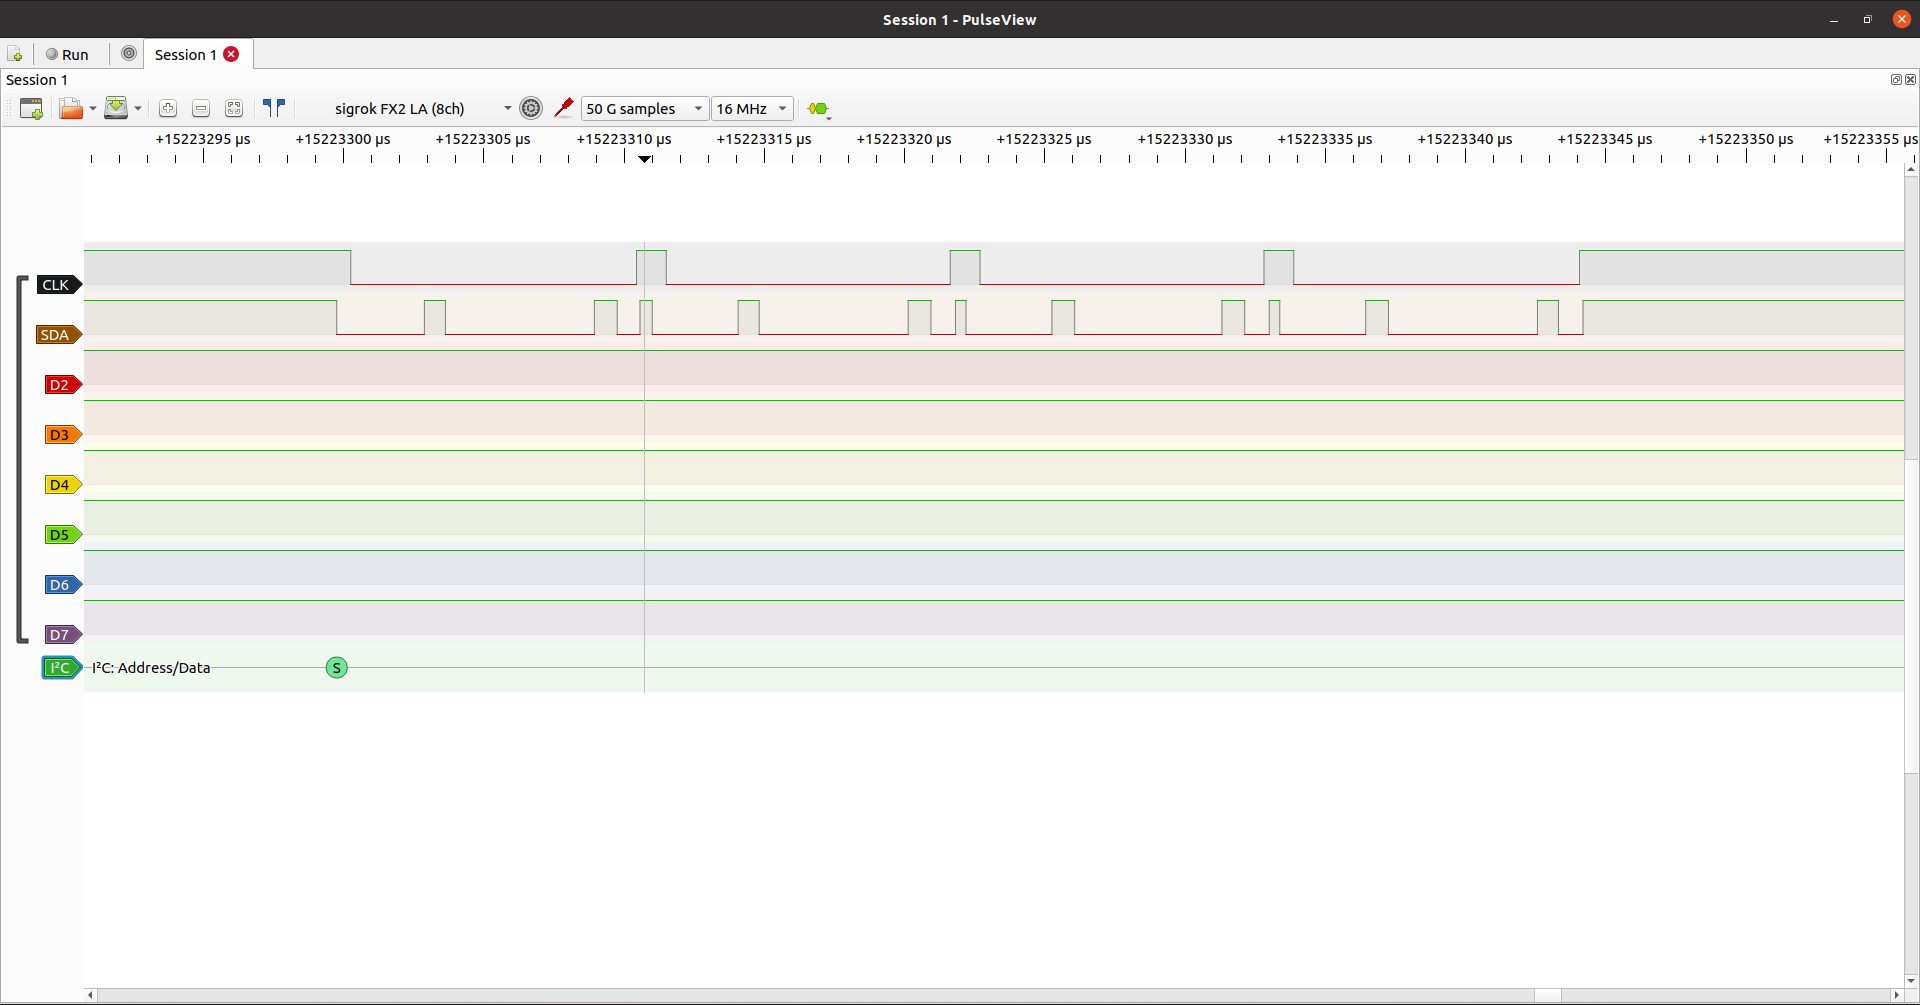 Session 1 - PulseView
Run
Session 1
Session 1
sigrok FX2 LA (8ch)
50 G samples
16 MHz
+15223295 µs +15223300 µs +15223305 µs +15223310 µs +15223315 µs +15223320 µs +15223325 µs +15223330 µs +15223335 µs +15223340 µs +15223345 µs +15223350 µs +15223355 µs
CLK
SDA
D2
D3
D4
D5
D6
D7
I²C I²C: Address/Data S